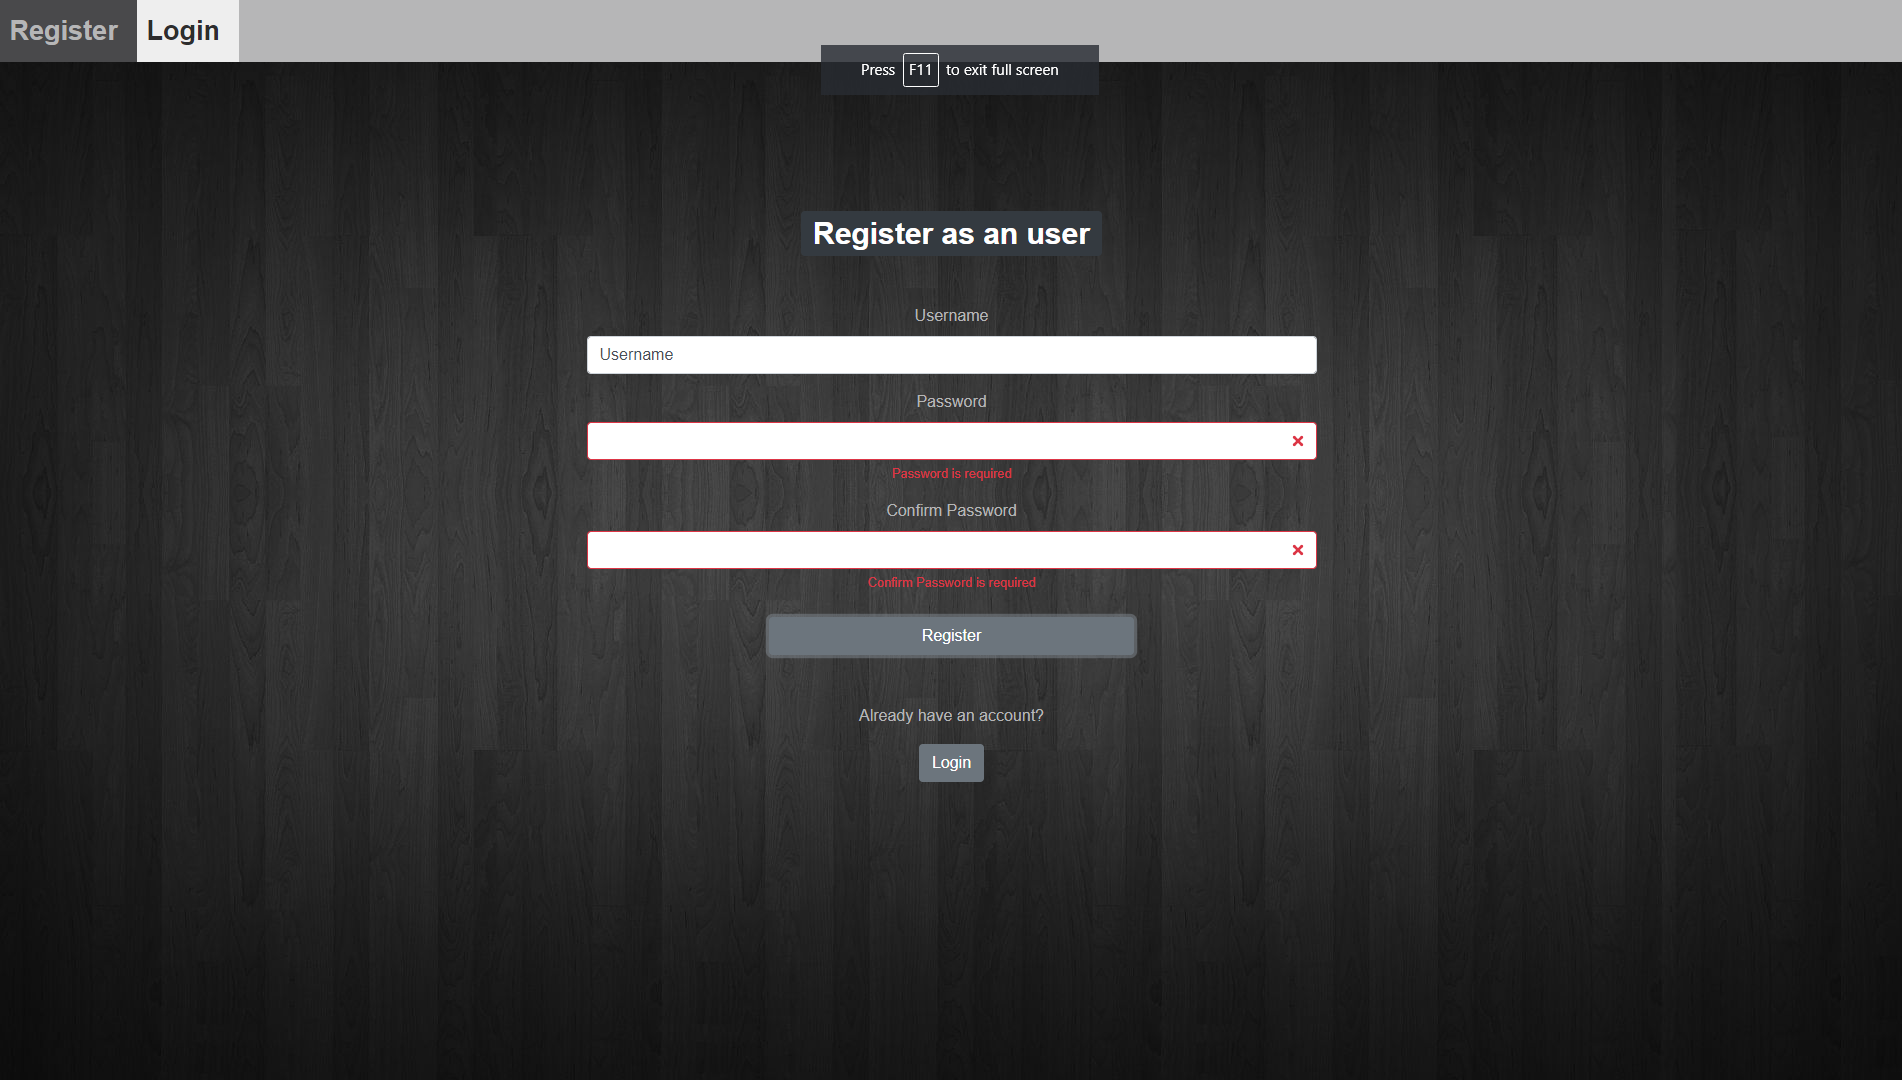 Register Login
Press F11 to exit full screen
Register as an user
Username
Username
Password
Password is required
Confirm Password
Confirm Password is required
Register
Already have an account?
Login